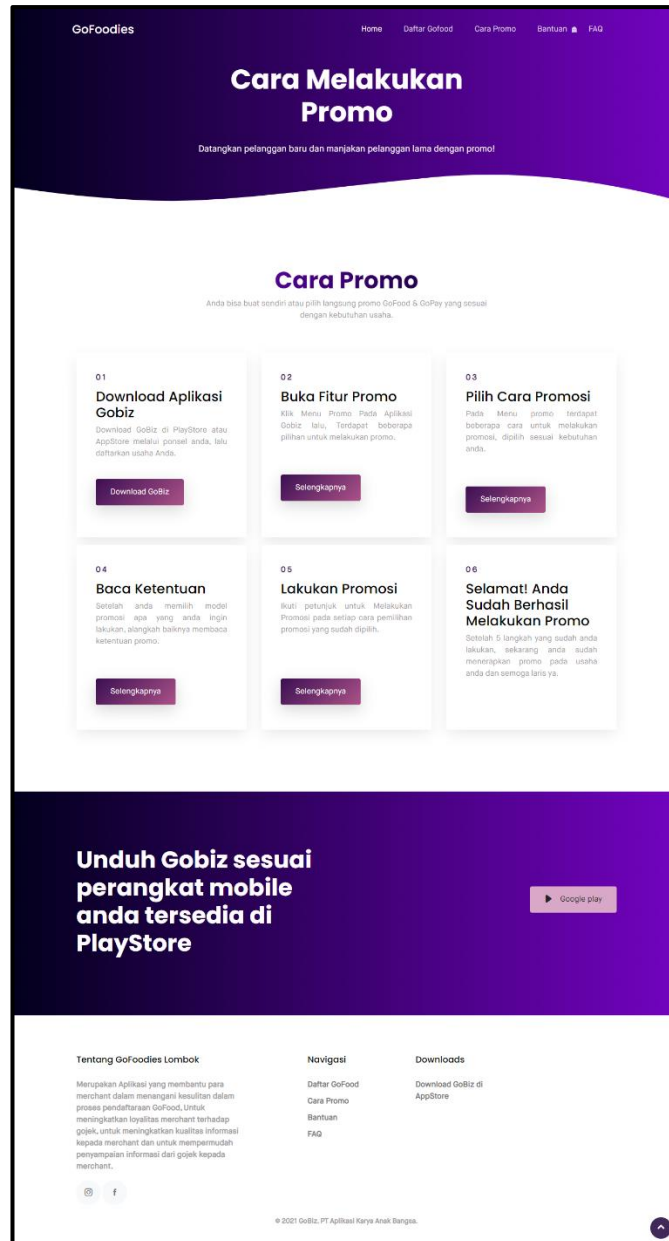 GoFoodies
Home Daftar Gofood Cara Promo Bantuan FAQ
Cara Melakukan
Promo
Datangkan pelanggan baru dan manjakan pelanggan lama dengan promo!
Cara Promo
Anda bisa buat sendiri atau pilih langsung promo GoFood & GoPay yang sesuai
dengan kebutuhan usaha.
01
Download Aplikasi
Gobiz
Download GoBiz di PlayStore atau
AppStore melalui ponsel anda, lalu
daftarkan usaha Anda.
Download GoBiz
02
Buka Fitur Promo
Klik Menu Promo Pada Aplikasi
Gobiz lalu, Terdapat beberapa
pilihan untuk melakukan promo.
Selengkapnya
03
Pilih Cara Promosi
Pada Menu promo terdapat
beberapa cara untuk melakukan
promosi, dipilih sesuai kebutuhan
anda.
Selengkapnya
04
Baca Ketentuan
Setelah anda memilih model
promosi apa yang anda ingin
lakukan, alangkah baiknya membaca
ketentuan promo.
Selengkapnya
05
Lakukan Promosi
Ikuti petunjuk untuk Melakukan
Promosi pada setiap cara pemilihan
promosi yang sudah dipilih.
Selengkapnya
06
Selamat! Anda
Sudah Berhasil
Melakukan Promo
Setelah 5 langkah yang sudah anda
lakukan, sekarang anda sudah
menerapkan promo pada usaha
anda dan semoga laris ya.
Unduh Gobiz sesuai
perangkat mobile
anda tersedia di
PlayStore
Google play
Tentang GoFoodies Lombok
Merupakan Aplikasi yang membantu para
merchant dalam menangani kesulitan dalam
proses pendaftaraan GoFood, Untuk
meningkatkan loyalitas merchant terhadap
gojek, untuk meningkatkan kualitas informasi
kepada merchant dan untuk mempermudah
penyampaian informasi dari gojek kepada
merchant.
Navigasi
Daftar GoFood
Cara Promo
Bantuan
FAQ
Downloads
Download GoBiz di
AppStore
© 2021 GoBiz, PT Aplikasi Karya Anak Bangsa.